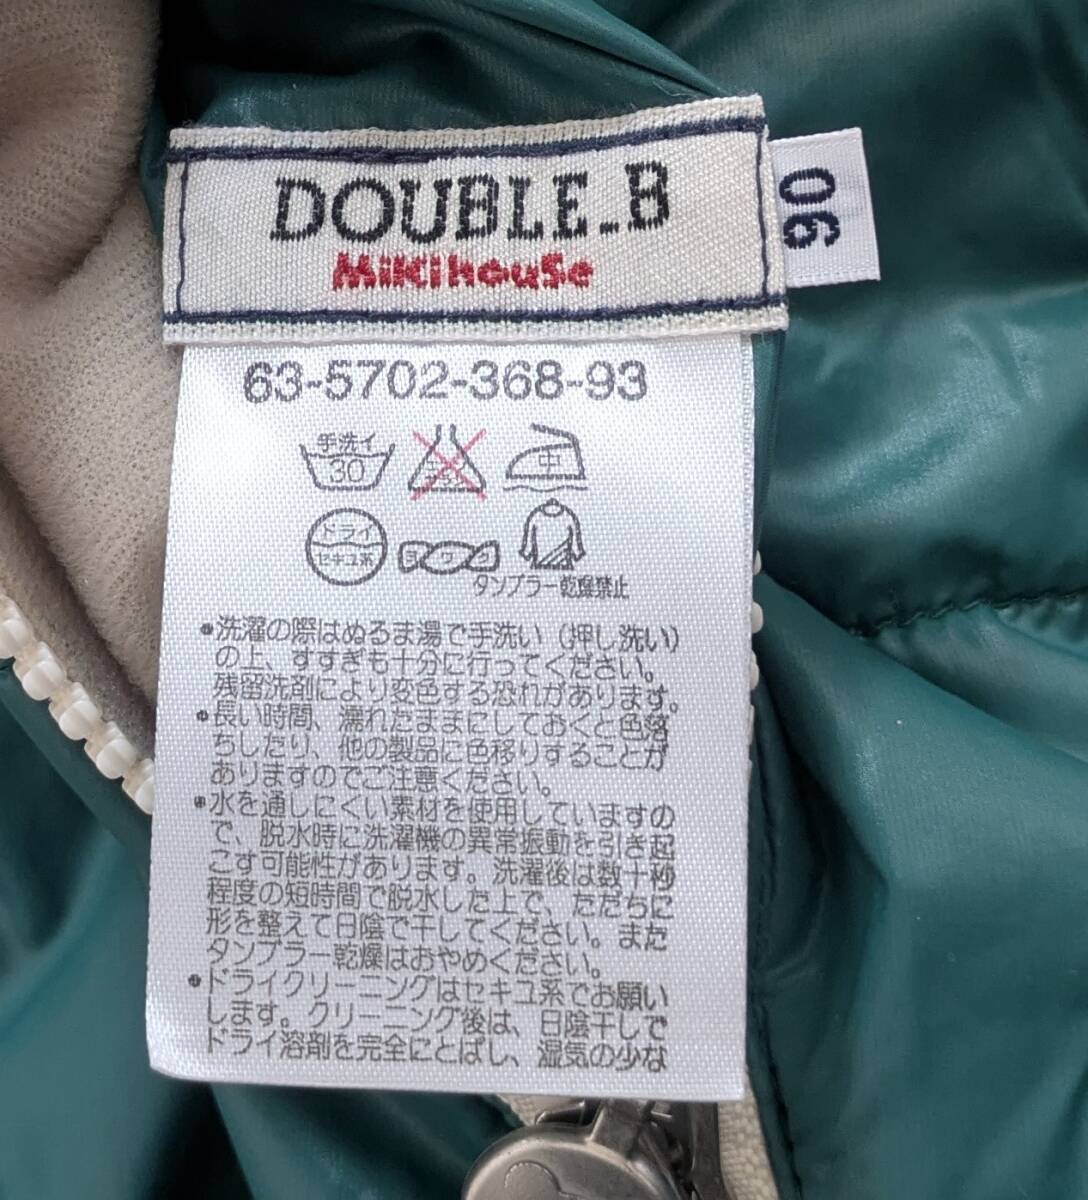 DOUBLE_B
MiKiHOUSe
90
63-5702-368-93
手洗イ
30
中
ドライ
セキユ系
ヨワク
タンブラー乾燥禁止
•洗濯の際はぬるま湯で手洗い（押し洗い）
の上、すすぎも十分に行ってください。
残留洗剤により変色する恐れがあります。
•長い時間、濡れたままにしておくと色落
ちしたり、他の製品に色移りすることが
ありますのでご注意ください。
•水を通しにくい素材を使用していますの
で、脱水時に洗濯機の異常振動を引き起
こす可能性があります。洗濯後は数十秒
程度の短時間で脱水した上で、ただちに
形を整えて日陰で干してください。また
タンブラー乾燥はおやめください。
•ドライクリーニングはセキユ系でお願い
します。クリーニング後は、日陰干しで
ドライ溶剤を完全にとばし、湿気の少な